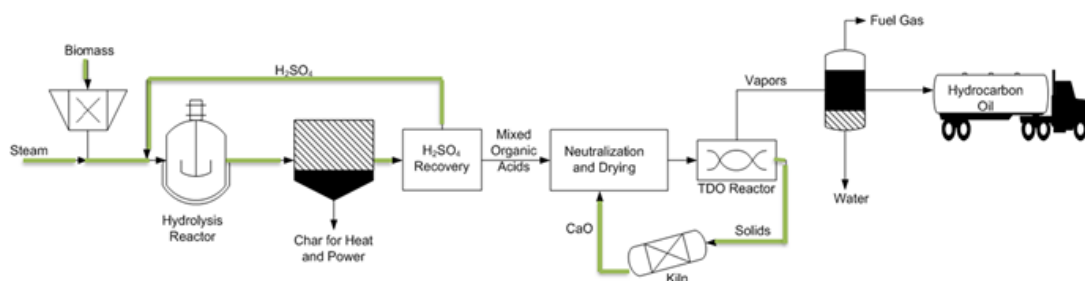 Biomass
H₂SO₄
Steam
Hydrolysis
Reactor
Char for Heat
and Power
H₂SO₄
Recovery
Mixed
Organic
Acids
Neutralization
and Drying
CaO
TDO Reactor
Solids
Kiln
Vapors
Fuel Gas
Water
Hydrocarbon
Oil